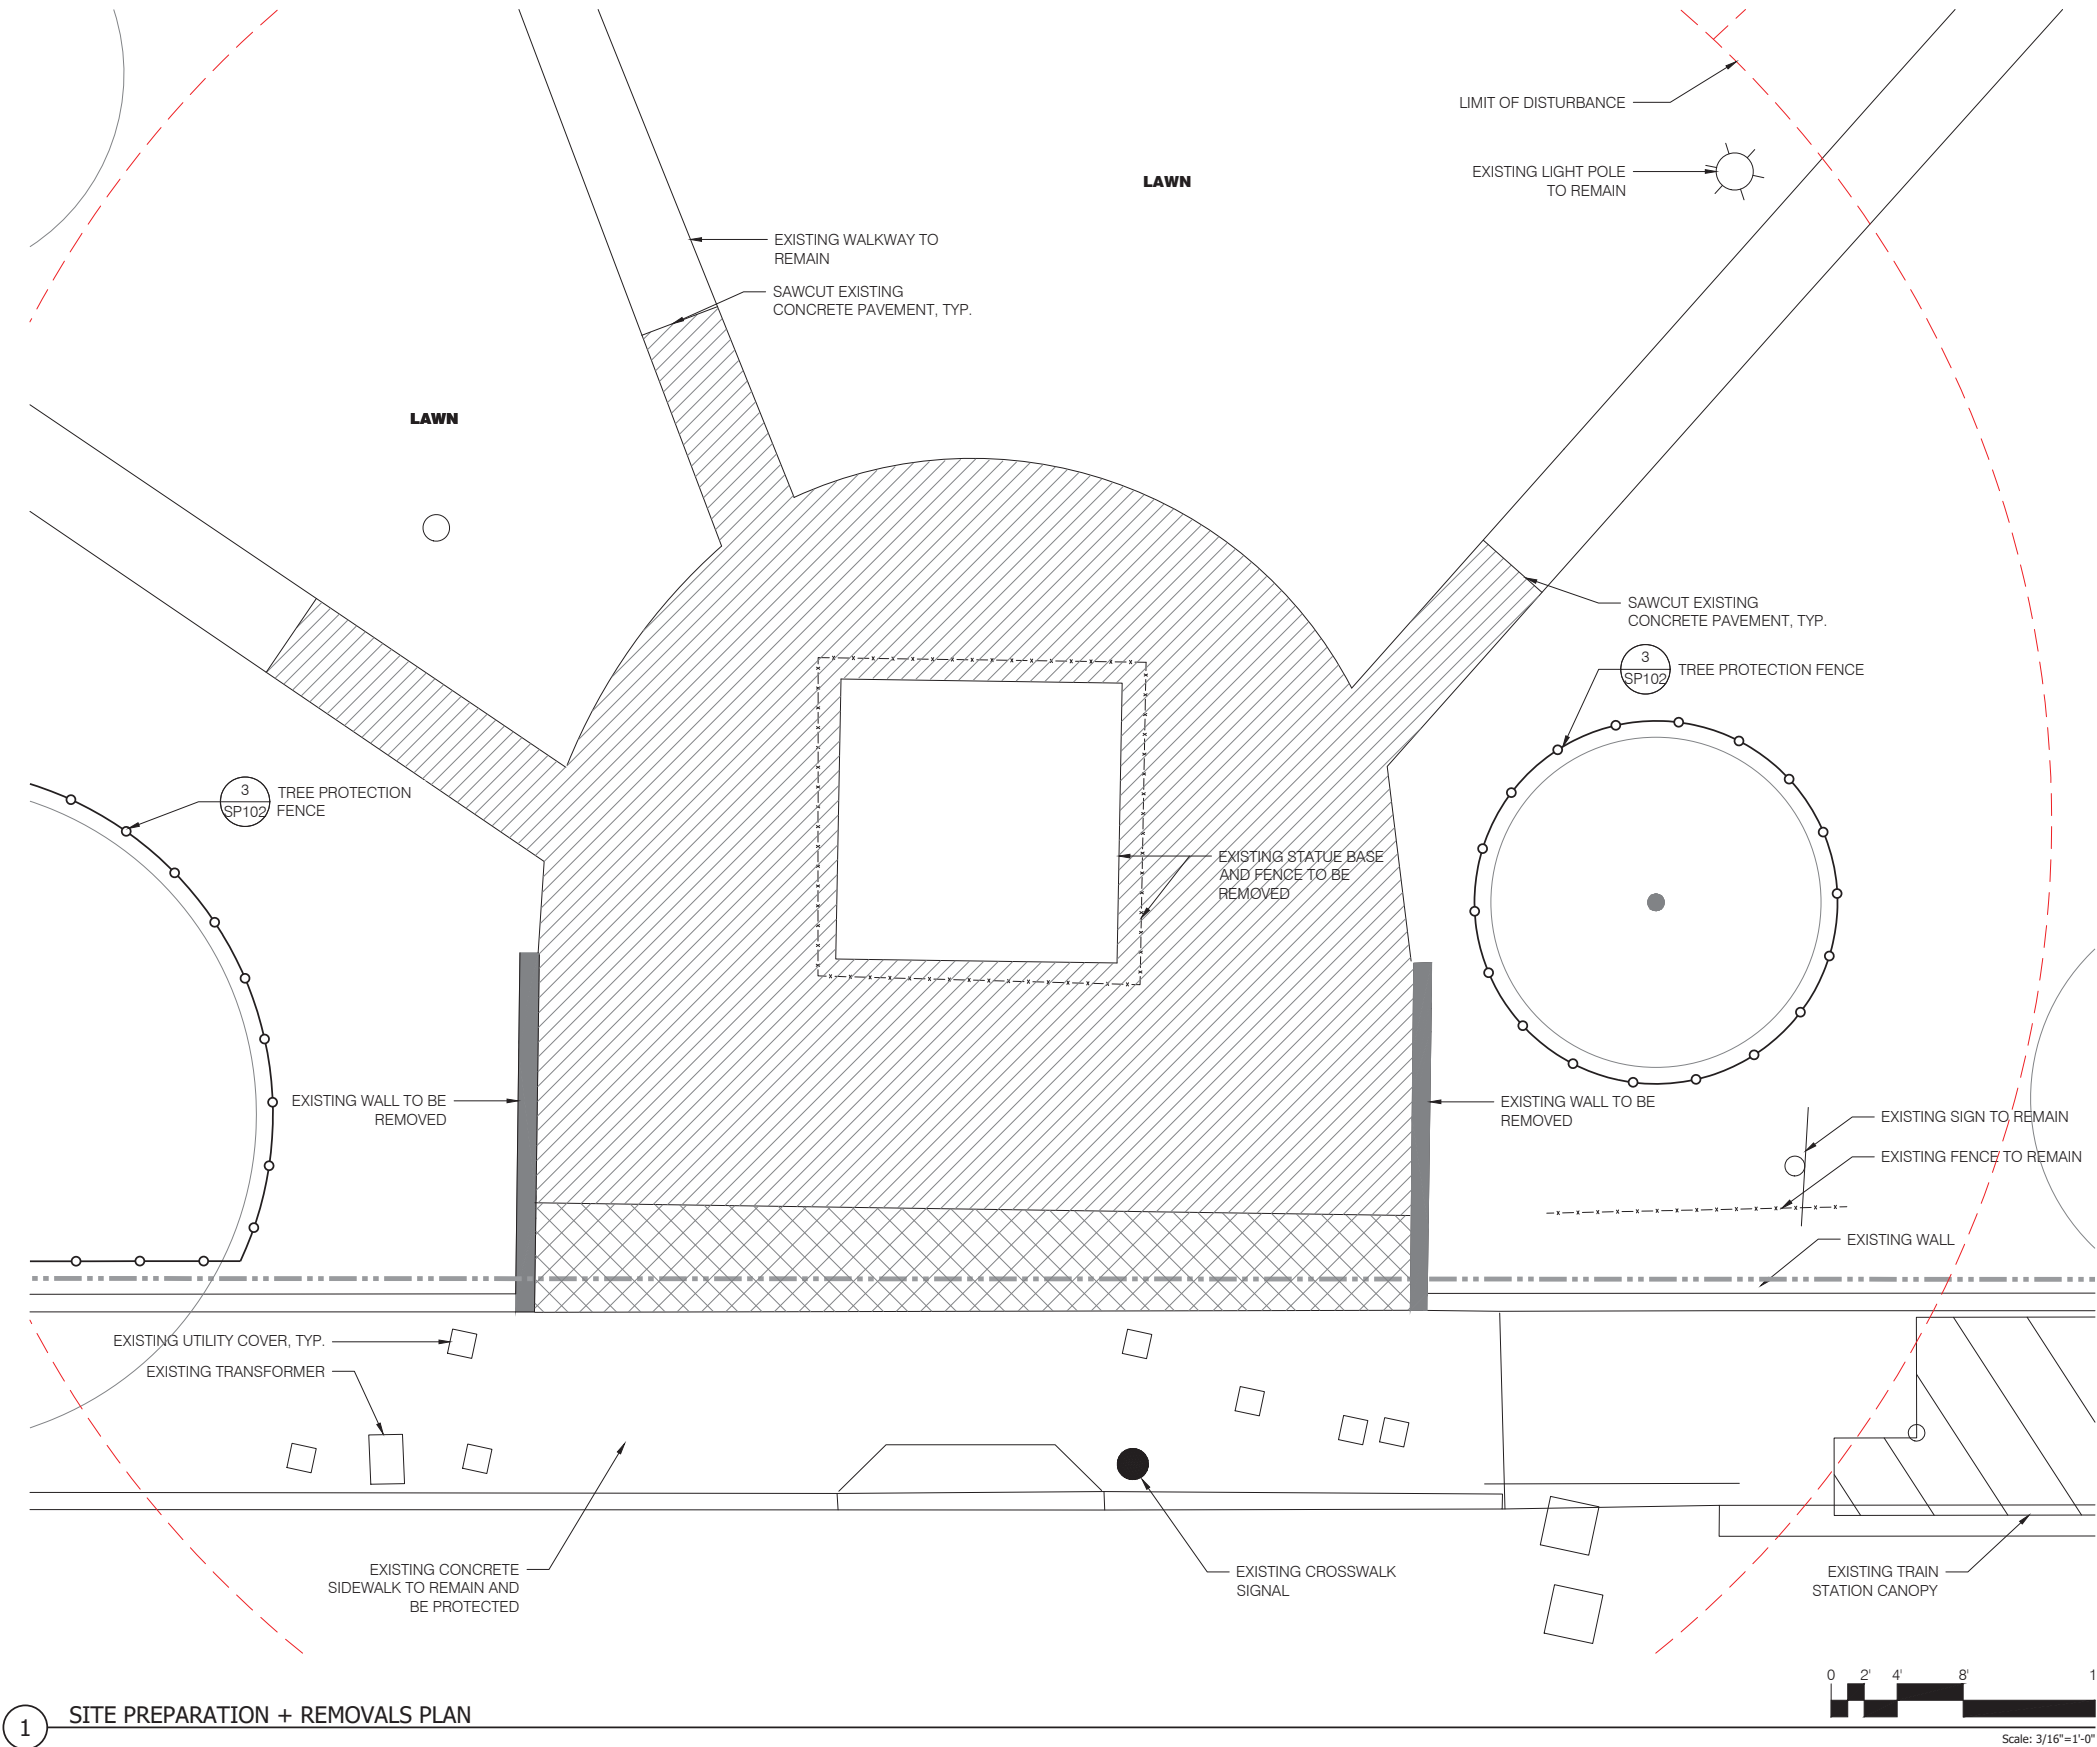 LIMIT OF DISTURBANCE
EXISTING LIGHT POLE
TO REMAIN
LAWN
EXISTING WALKWAY TO
REMAIN
SAWCUT EXISTING
CONCRETE PAVEMENT, TYP.
LAWN
SAWCUT EXISTING
CONCRETE PAVEMENT, TYP.
3
SP102
TREE PROTECTION FENCE
3
SP102
TREE PROTECTION
FENCE
EXISTING STATUE BASE
AND FENCE TO BE
REMOVED
EXISTING WALL TO BE
REMOVED
EXISTING WALL TO BE
REMOVED
EXISTING SIGN TO REMAIN
EXISTING FENCE TO REMAIN
EXISTING WALL
EXISTING UTILITY COVER, TYP.
EXISTING TRANSFORMER
EXISTING CONCRETE
SIDEWALK TO REMAIN AND
BE PROTECTED
EXISTING CROSSWALK
SIGNAL
EXISTING TRAIN
STATION CANOPY
0 2' 4' 8' 1
1
SITE PREPARATION + REMOVALS PLAN
Scale: 3/16"=1'-0"